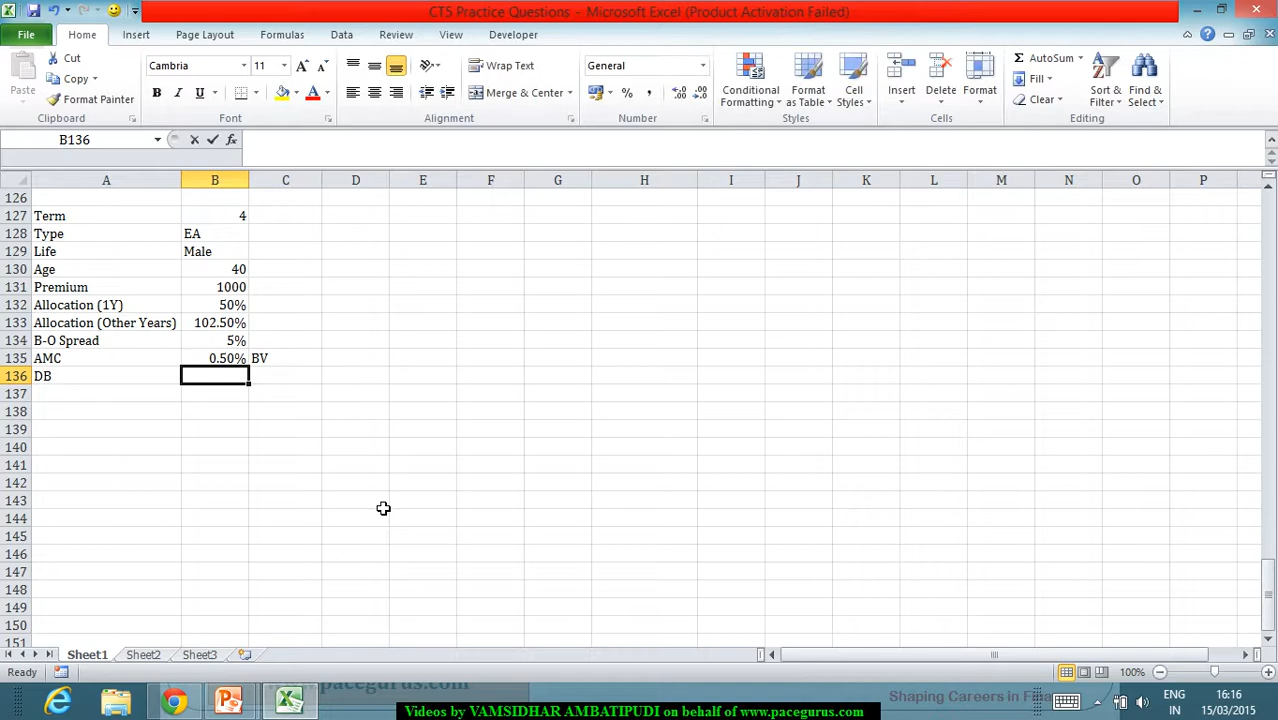 CT5 Practice Questions - Microsoft Excel (Product Activation Failed)
File Home Insert Page Layout Formulas Data Review View Developer
Paste Cut Copy Format Painter Clipboard
Cambria 11 A A B I U A Font
Wrap Text Merge & Center Alignment
General % , Number
Conditional Formatting Format as Table Cell Styles Styles
Insert Delete Format Cells
Σ AutoSum Fill Clear Sort & Filter Find & Select Editing
B136 fx
A B C D E F G H I J K L M N O P
126
127 Term 4
128 Type EA
129 Life Male
130 Age 40
131 Premium 1000
132 Allocation (1Y) 50%
133 Allocation (Other Years) 102.50%
134 B-O Spread 5%
135 AMC 0.50% BV
136 DB
137
138
139
140
141
142
143
144
145
146
147
148
149
150
151
Sheet1 Sheet2 Sheet3
Ready 100%
www.pacegurus.com
ENG 16:16
IN 15/03/2015
Videos by VAMSIDHAR AMBATIPUDI on behalf of www.pacegurus.com